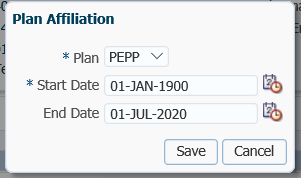 Plan Affiliation
* Plan PEPP
* Start Date 01-JAN-1900
End Date 01-JUL-2020
Save Cancel